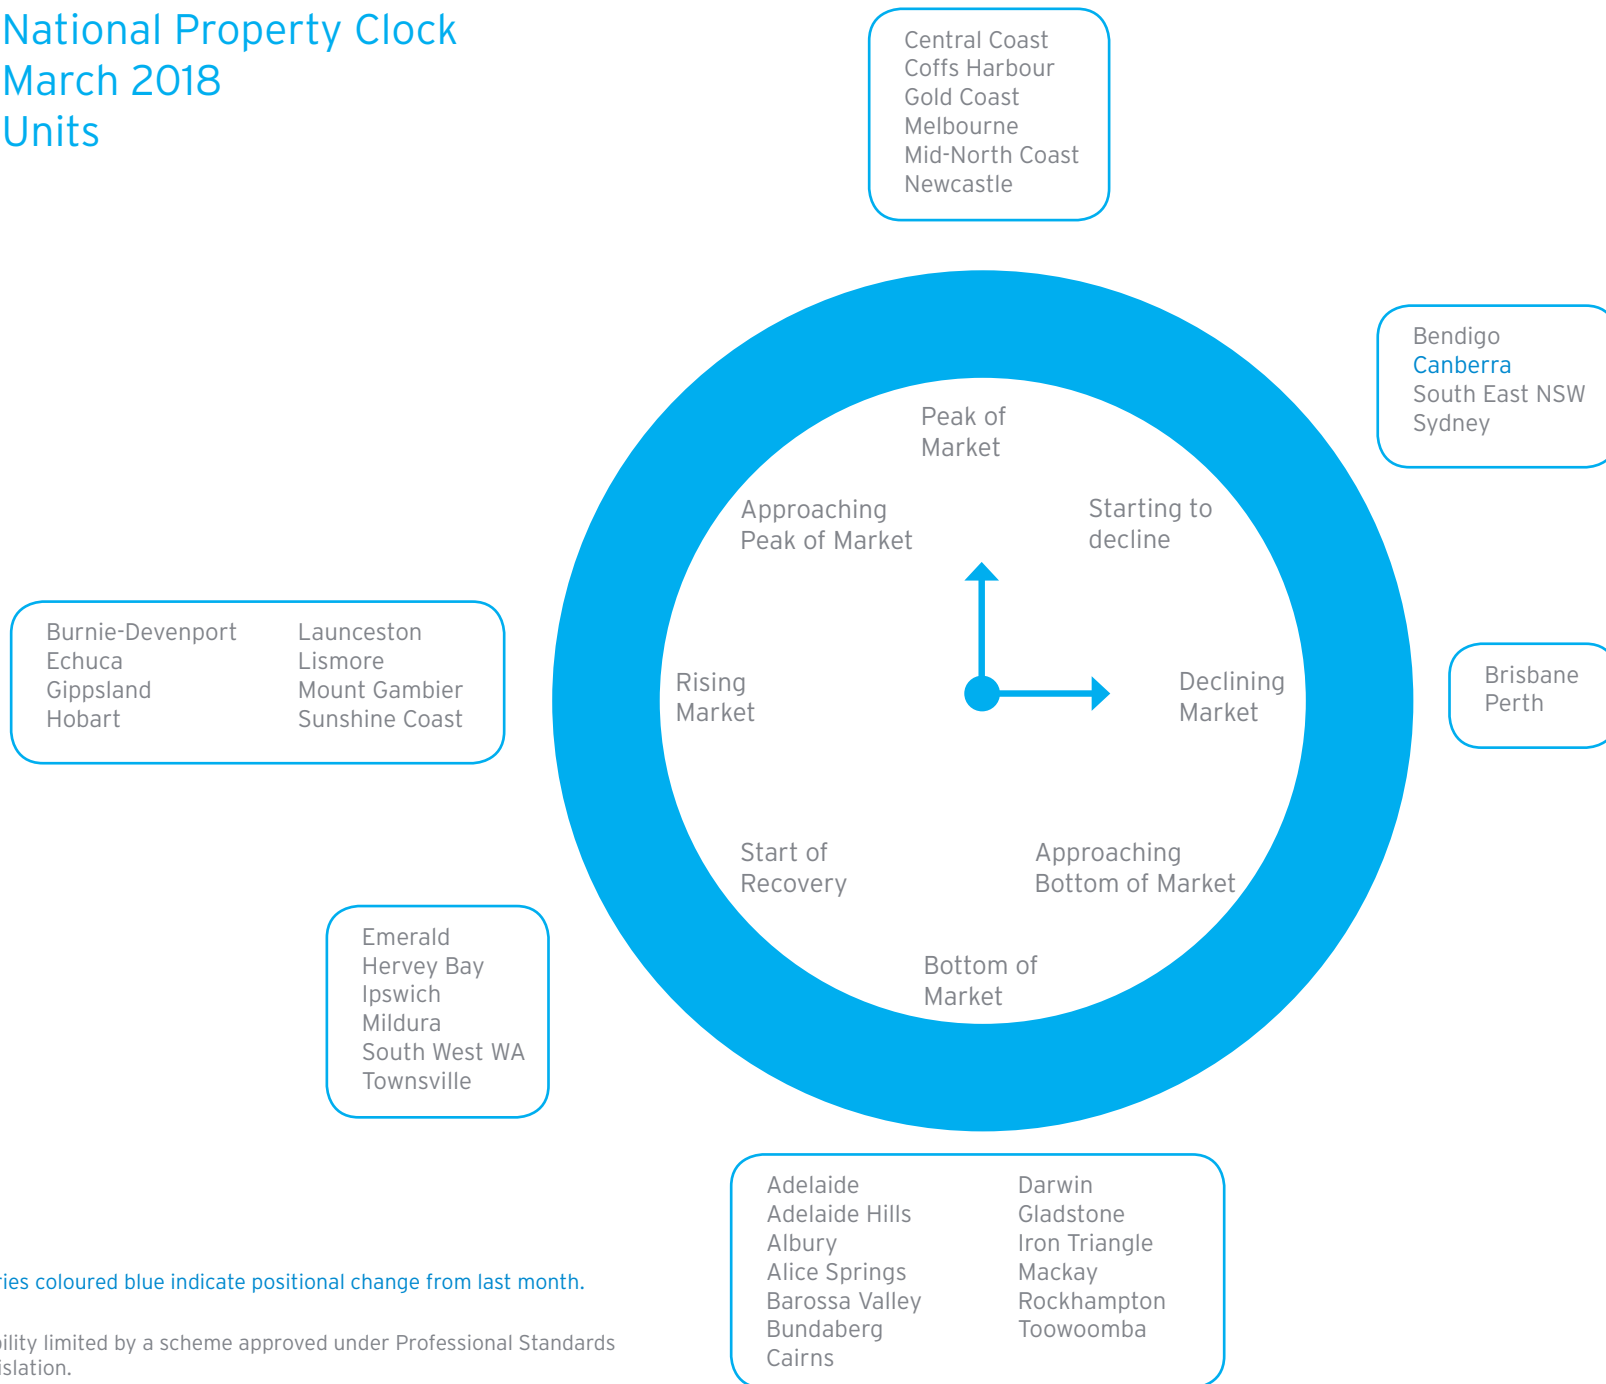 National Property Clock
March 2018
Units
Central Coast
Coffs Harbour
Gold Coast
Melbourne
Mid-North Coast
Newcastle
Bendigo
Canberra
South East NSW
Sydney
Peak of
Market
Approaching
Peak of Market
Starting to
decline
Burnie-Devenport
Echuca
Gippsland
Hobart
Launceston
Lismore
Mount Gambier
Sunshine Coast
Rising
Market
Declining
Market
Brisbane
Perth
Start of
Recovery
Approaching
Bottom of Market
Emerald
Hervey Bay
Ipswich
Mildura
South West WA
Townsville
Bottom of
Market
Adelaide
Adelaide Hills
Albury
Alice Springs
Barossa Valley
Bundaberg
Cairns
Darwin
Gladstone
Iron Triangle
Mackay
Rockhampton
Toowoomba
coloured blue indicate positional change from last month.
limited by a scheme approved under Professional Standards